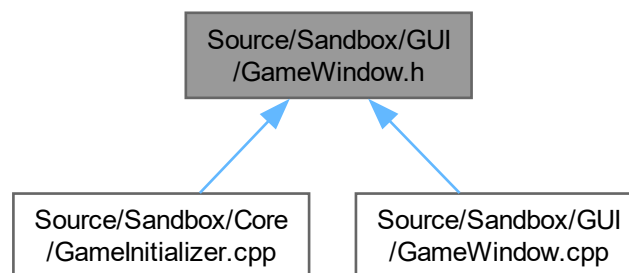 Source/Sandbox/GUI
/GameWindow.h
Source/Sandbox/Core
/GameInitializer.cpp
Source/Sandbox/GUI
/GameWindow.cpp